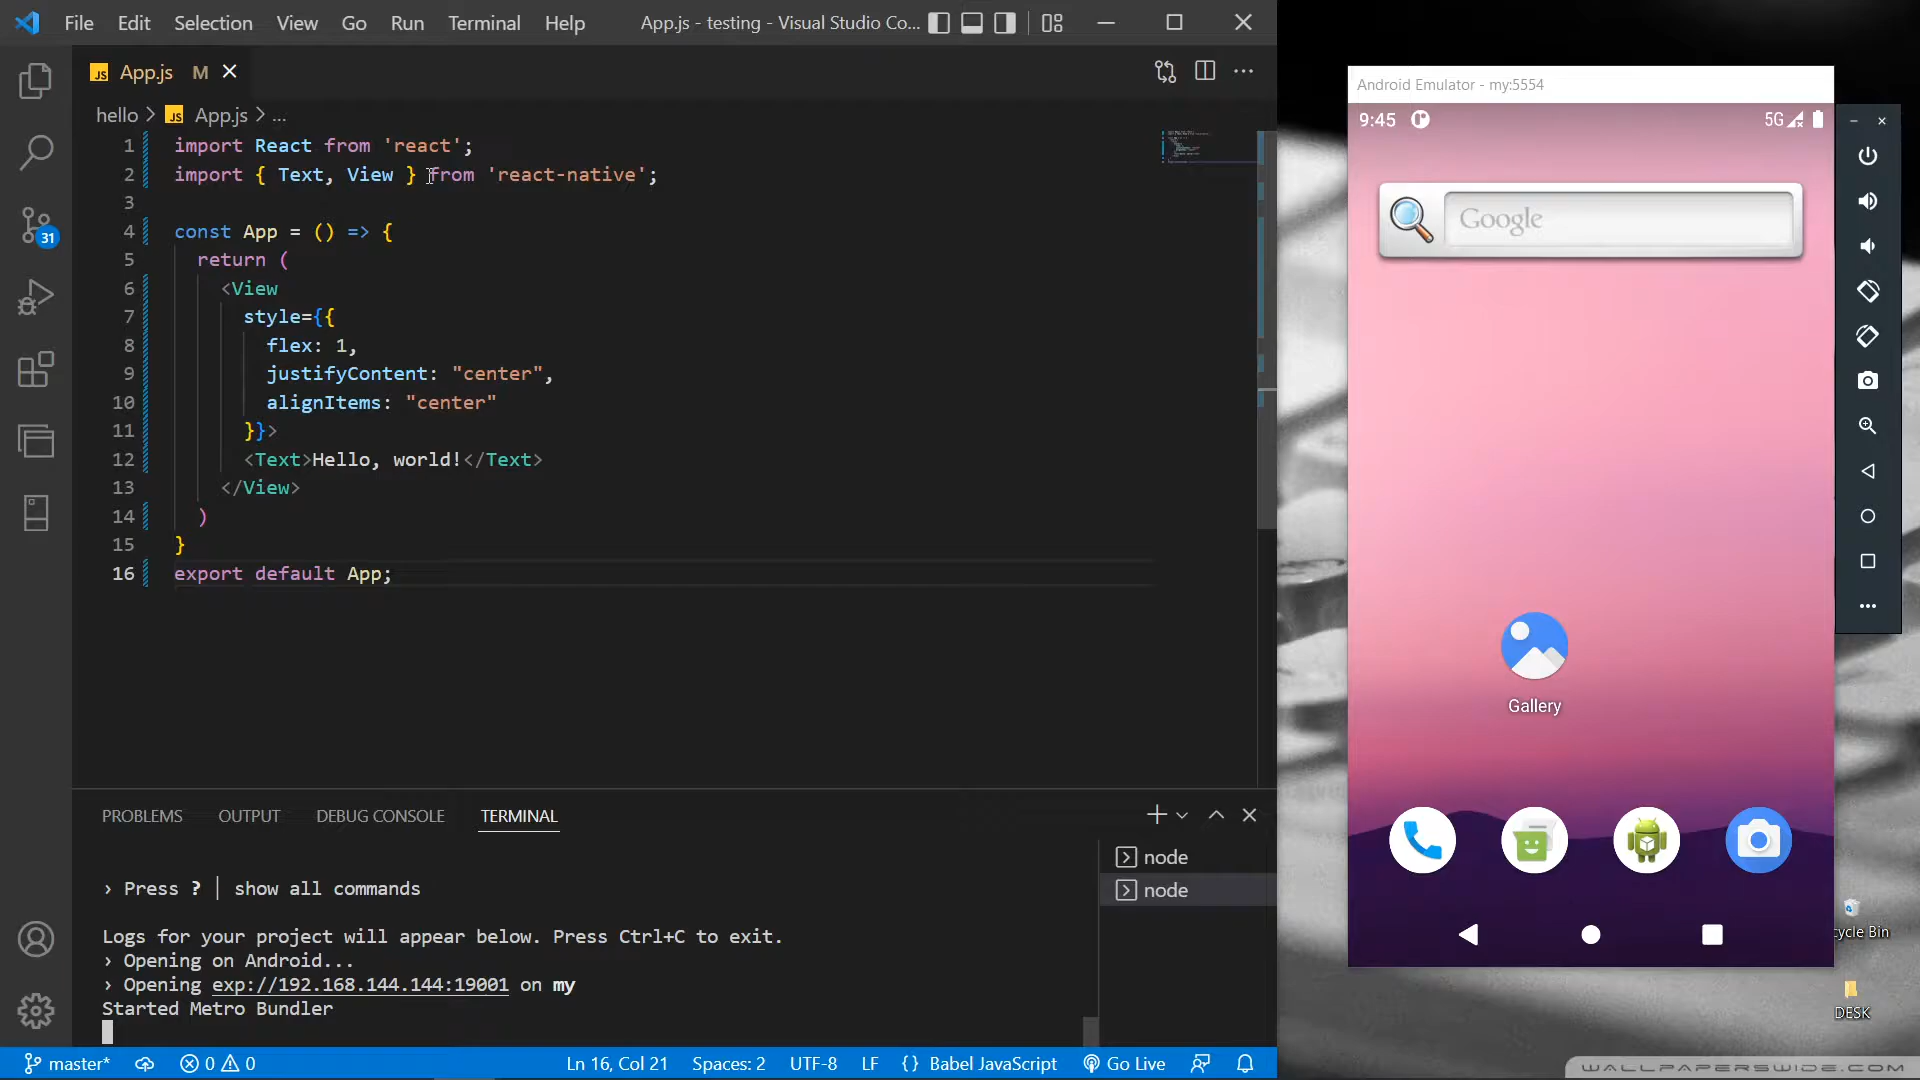 File Edit Selection View Go Run Terminal Help App.js - testing - Visual Studio Co...
JS App.js M
hello > JS App.js > ...
1 import React from 'react';
2 import { Text, View } from 'react-native';
3
4 const App = () => {
5 return (
6 <View
7 style={{
8 flex: 1,
9 justifyContent: "center",
10 alignItems: "center"
11 }}>
12 <Text>Hello, world!</Text>
13 </View>
14 )
15 }
16 export default App;
31
PROBLEMS OUTPUT DEBUG CONSOLE TERMINAL
› Press ? │ show all commands
Logs for your project will appear below. Press Ctrl+C to exit.
› Opening on Android...
› Opening exp://192.168.144.144:19001 on my
Started Metro Bundler
node
node
master* 0 0 Ln 16, Col 21 Spaces: 2 UTF-8 LF {} Babel JavaScript Go Live
Android Emulator - my:5554
9:45 5G
Google
Gallery
cycle Bin
DESK
WALLPAPERSWIDE.COM